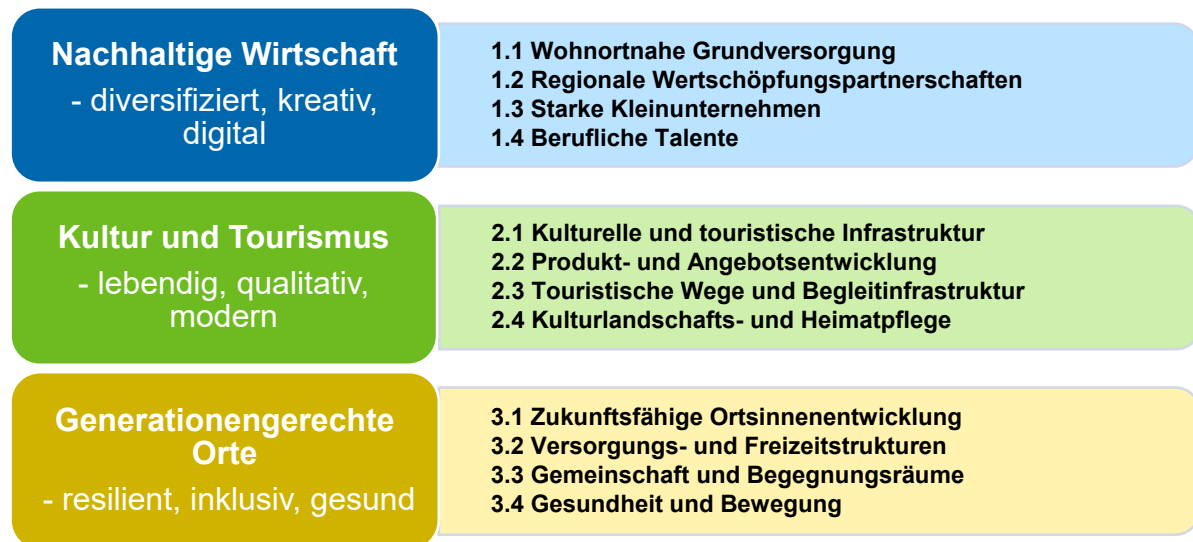 Nachhaltige Wirtschaft
- diversifiziert, kreativ,
digital
1.1 Wohnortnahe Grundversorgung
1.2 Regionale Wertschöpfungspartnerschaften
1.3 Starke Kleinunternehmen
1.4 Berufliche Talente
Kultur und Tourismus
- lebendig, qualitativ,
modern
2.1 Kulturelle und touristische Infrastruktur
2.2 Produkt- und Angebotsentwicklung
2.3 Touristische Wege und Begleitinfrastruktur
2.4 Kulturlandschafts- und Heimatpflege
Generationengerechte
Orte
- resilient, inklusiv, gesund
3.1 Zukunftsfähige Ortsinnenentwicklung
3.2 Versorgungs- und Freizeitstrukturen
3.3 Gemeinschaft und Begegnungsräume
3.4 Gesundheit und Bewegung